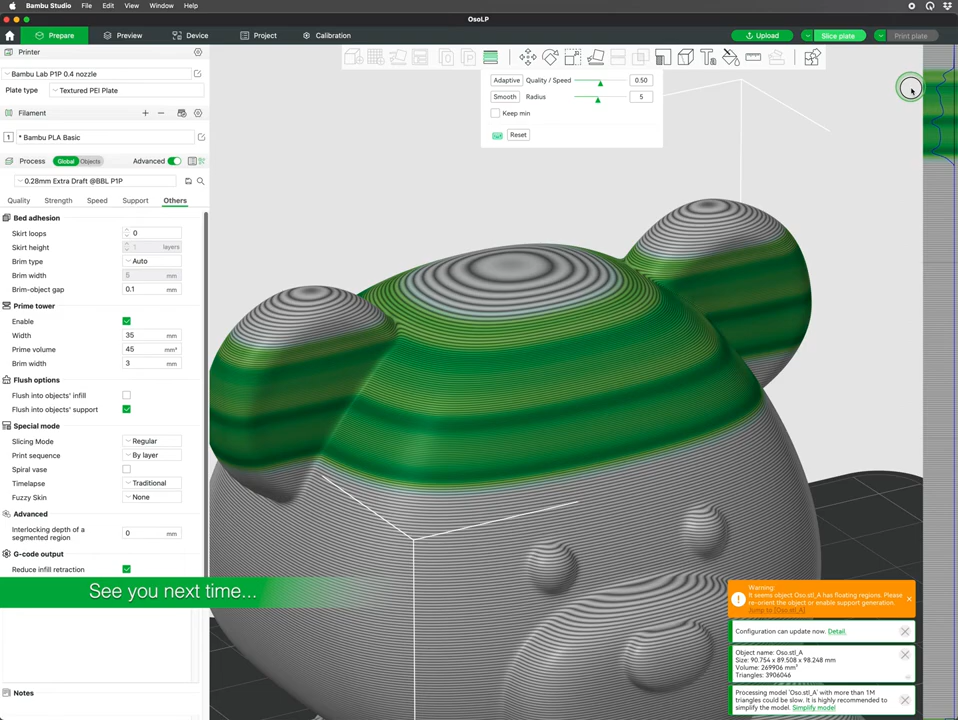 Bambu Studio File Edit View Window Help
OsoLP
Prepare Preview Device Project Calibration Upload Slice plate Print plate
Printer
Bambu Lab P1P 0.4 nozzle
Plate type Textured PEI Plate
Filament
1 * Bambu PLA Basic
Process Global Objects Advanced
0.28mm Extra Draft @BBL P1P
Quality Strength Speed Support Others
Bed adhesion
Skirt loops 0
Skirt height 1 layers
Brim type Auto
Brim width 5 mm
Brim-object gap 0.1 mm
Prime tower
Enable
Width 35 mm
Prime volume 45 mm³
Brim width 3 mm
Flush options
Flush into objects' infill
Flush into objects' support
Special mode
Slicing Mode Regular
Print sequence By layer
Spiral vase
Timelapse Traditional
Fuzzy Skin None
Advanced
Interlocking depth of a
segmented region 0 mm
G-code output
Reduce infill retraction
See you next time...
Notes
Adaptive Quality / Speed 0.50
Smooth Radius 5
Keep min
Reset
Warning:
It seems object Oso.stl_A has floating regions. Please
re-orient the object or enable support generation.
Jump to [Oso.stl_A]
Configuration can update now. Detail.
Object name: Oso.stl_A
Size: 90.754 x 89.508 x 98.248 mm
Volume: 269906 mm³
Triangles: 3906046
Processing model 'Oso.stl_A' with more than 1M
triangles could be slow. It is highly recommended to
simplify the model. Simplify model